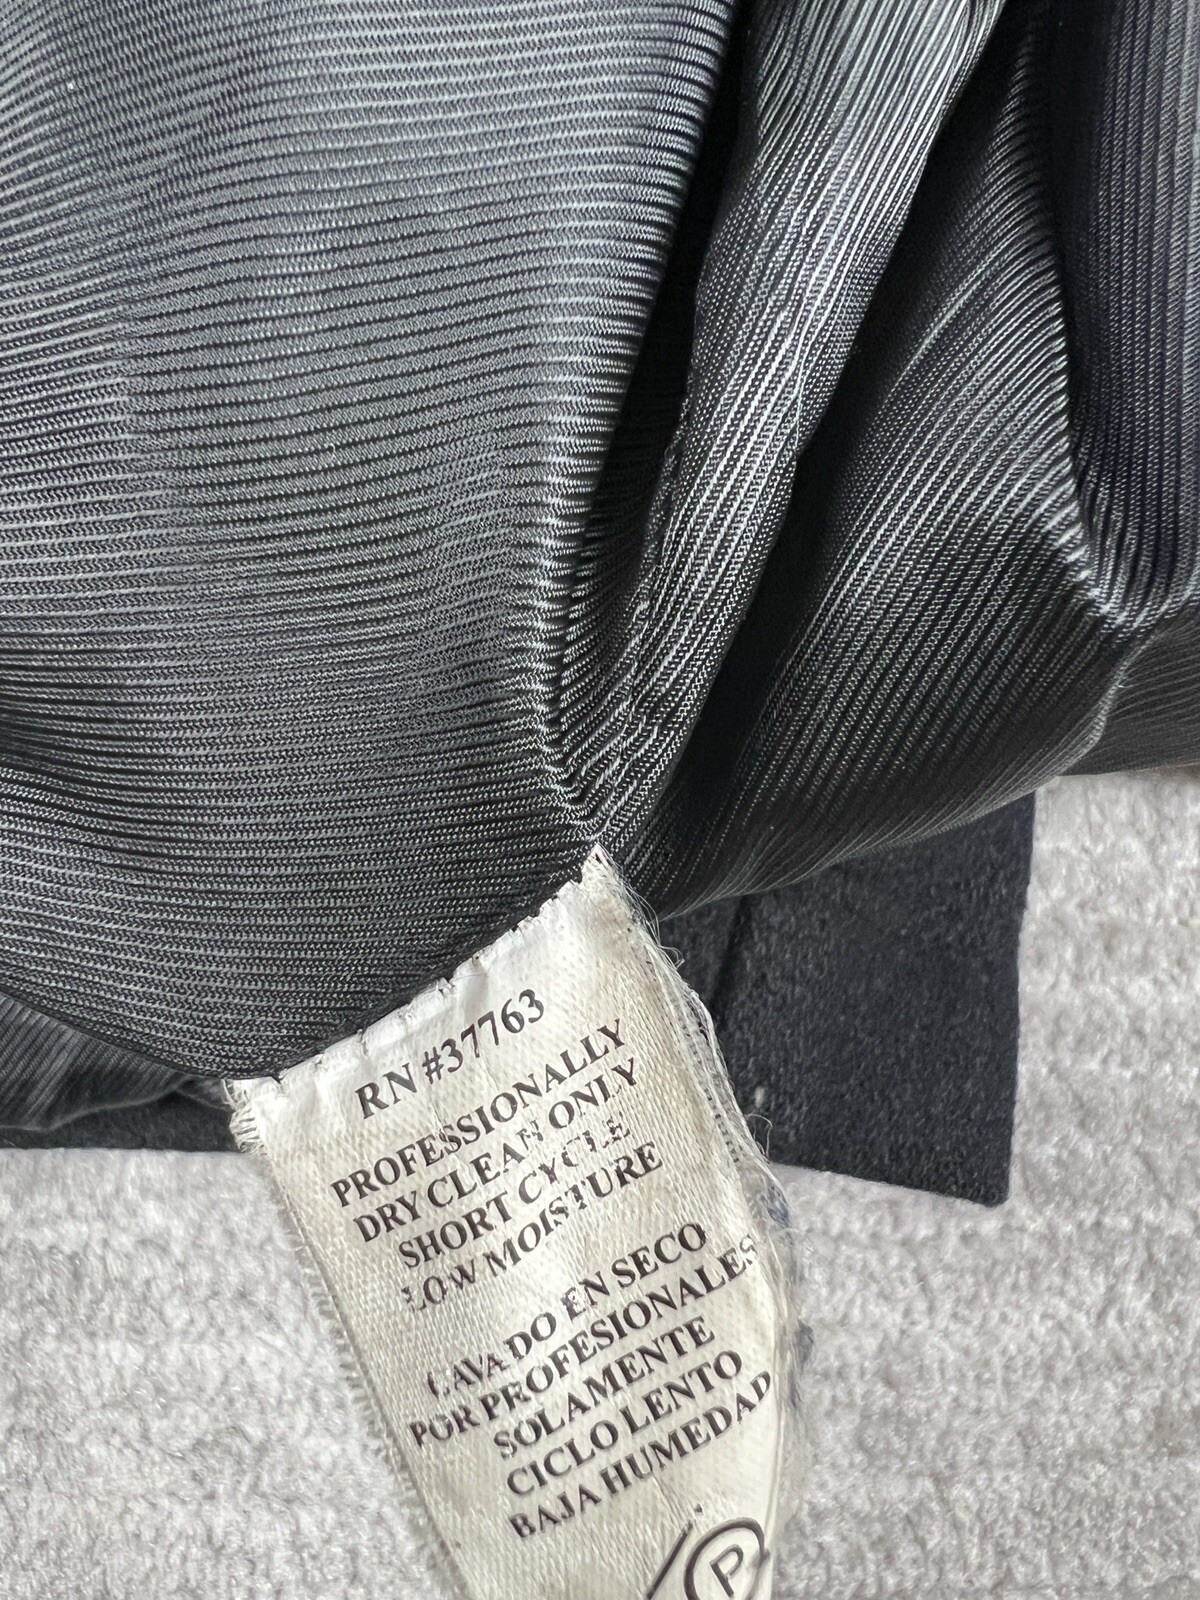 RN #37763
PROFESSIONALLY
DRY CLEAN ONLY
SHORT CYCLE
LOW MOISTURE
LAVADO EN SECO
POR PROFESIONALES
SOLAMENTE
CICLO LENTO
BAJA HUMEDAD
P